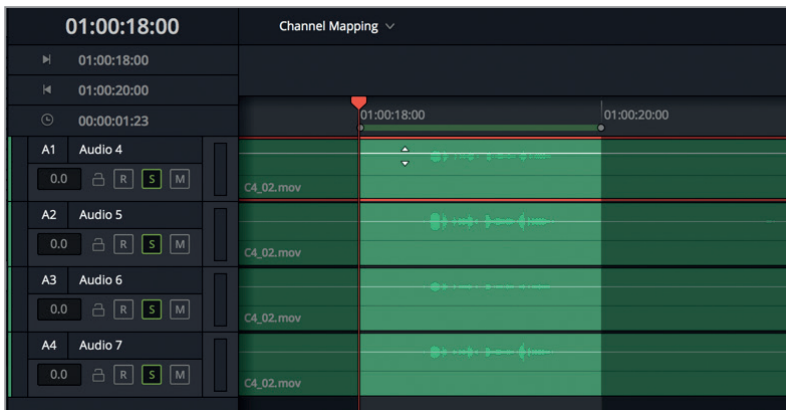 01:00:18:00
Channel Mapping
01:00:18:00
01:00:20:00
00:00:01:23
01:00:18:00
01:00:20:00
A1 Audio 4
0.0 R S M
C4_02.mov
A2 Audio 5
0.0 R S M
C4_02.mov
A3 Audio 6
0.0 R S M
C4_02.mov
A4 Audio 7
0.0 R S M
C4_02.mov